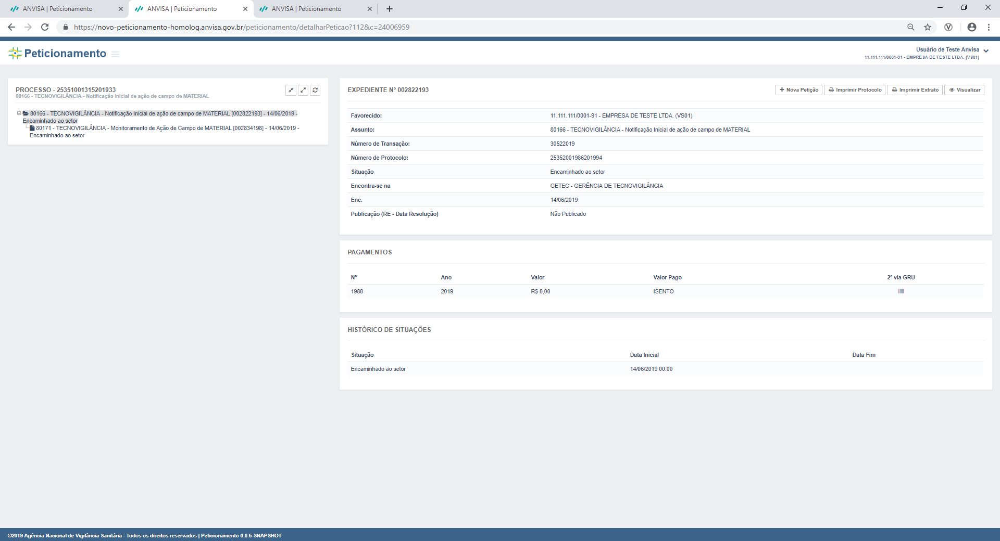 ANVISA | Peticionamento
ANVISA | Peticionamento
ANVISA | Peticionamento
https://novo-peticionamento-homolog.anvisa.gov.br/peticionamento/detalharPeticao?112&c=24006959
Peticionamento
Usuário de Teste Anvisa
11.111.111/0001-91 - EMPRESA DE TESTE LTDA. (VS01)
PROCESSO - 25351001315201933
80166 - TECNOVIGILÂNCIA - Notificação Inicial de ação de campo de MATERIAL
80166 - TECNOVIGILÂNCIA - Notificação Inicial de ação de campo de MATERIAL [002822193] - 14/06/2019 -
Encaminhado ao setor
80171 - TECNOVIGILÂNCIA - Monitoramento de Ação de Campo de MATERIAL [002834198] - 14/06/2019 -
Encaminhado ao setor
EXPEDIENTE Nº 002822193
Nova Petição Imprimir Protocolo Imprimir Extrato Visualizar
Favorecido: 11.111.111/0001-91 - EMPRESA DE TESTE LTDA. (VS01)
Assunto: 80166 - TECNOVIGILÂNCIA - Notificação Inicial de ação de campo de MATERIAL
Número de Transação: 30522019
Número de Protocolo: 25352001986201994
Situação Encaminhado ao setor
Encontra-se na GETEC - GERÊNCIA DE TECNOVIGILÂNCIA
Enc. 14/06/2019
Publicação (RE - Data Resolução) Não Publicado
PAGAMENTOS
Nº Ano Valor Valor Pago 2º via GRU
1988 2019 R$ 0,00 ISENTO
HISTÓRICO DE SITUAÇÕES
Situação Data Inicial Data Fim
Encaminhado ao setor 14/06/2019 00:00
©2019 Agência Nacional de Vigilância Sanitária - Todos os direitos reservados | Peticionamento 0.0.5-SNAPSHOT